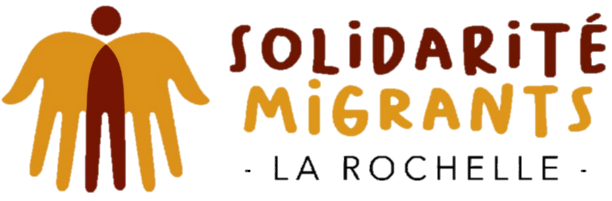 SOLiDARiTÉ
MiGRANTS
- LA ROCHELLE -